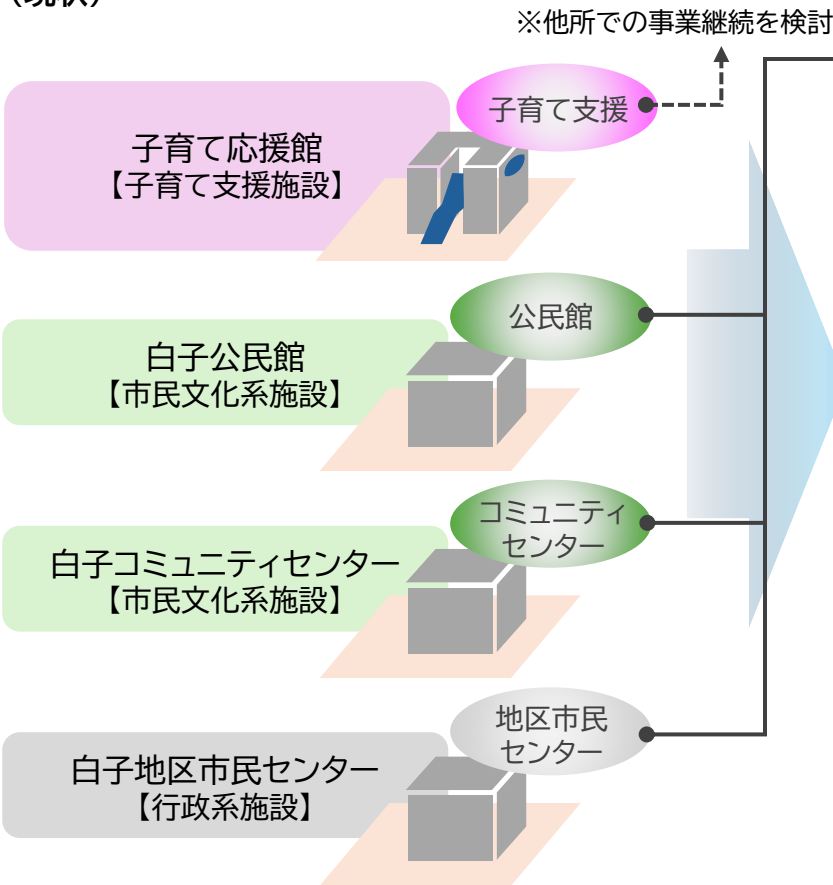 ※他所での事業継続を検討
子育て支援
子育て応援館
【子育て支援施設】
公民館
白子公民館
【市民文化系施設】
コミュニティ
センター
白子コミュニティセンター
【市民文化系施設】
地区市民
センター
白子地区市民センター
【行政系施設】